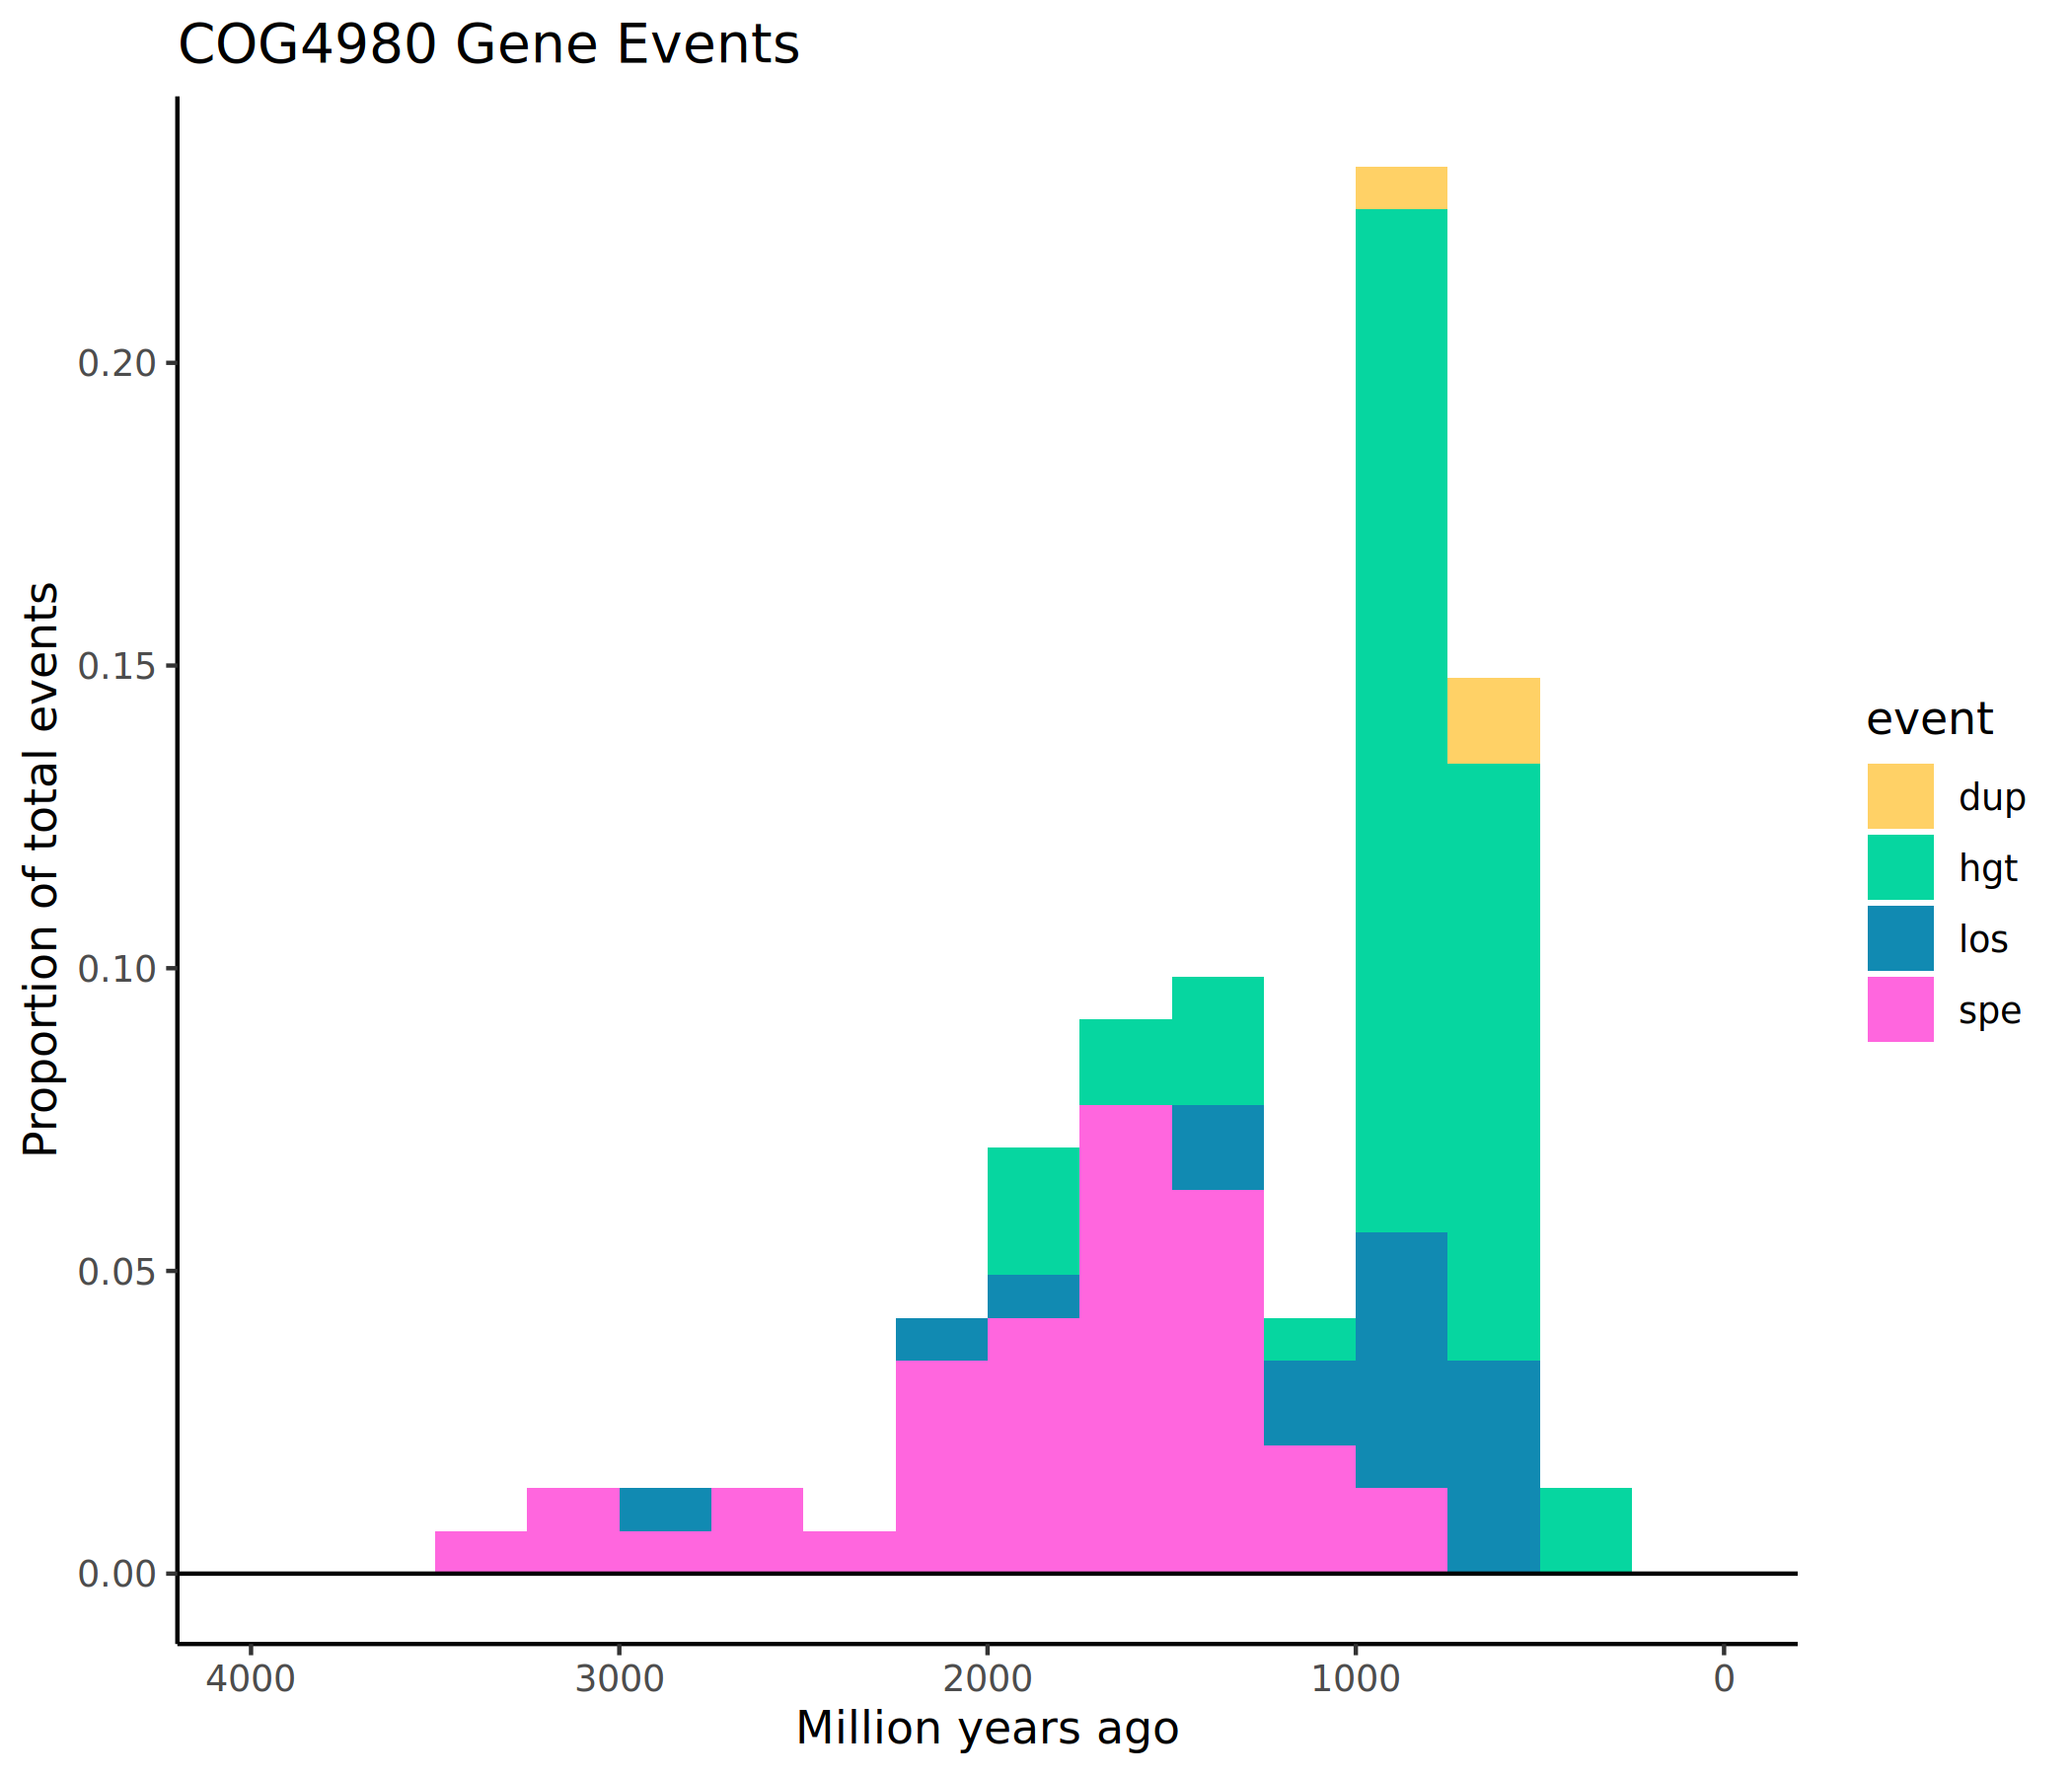 COG4980 Gene Events
Proportion of total events
0.20
0.15
0.10
0.05
0.00
4000 3000 2000 1000 0
Million years ago
event
dup
hgt
los
spe